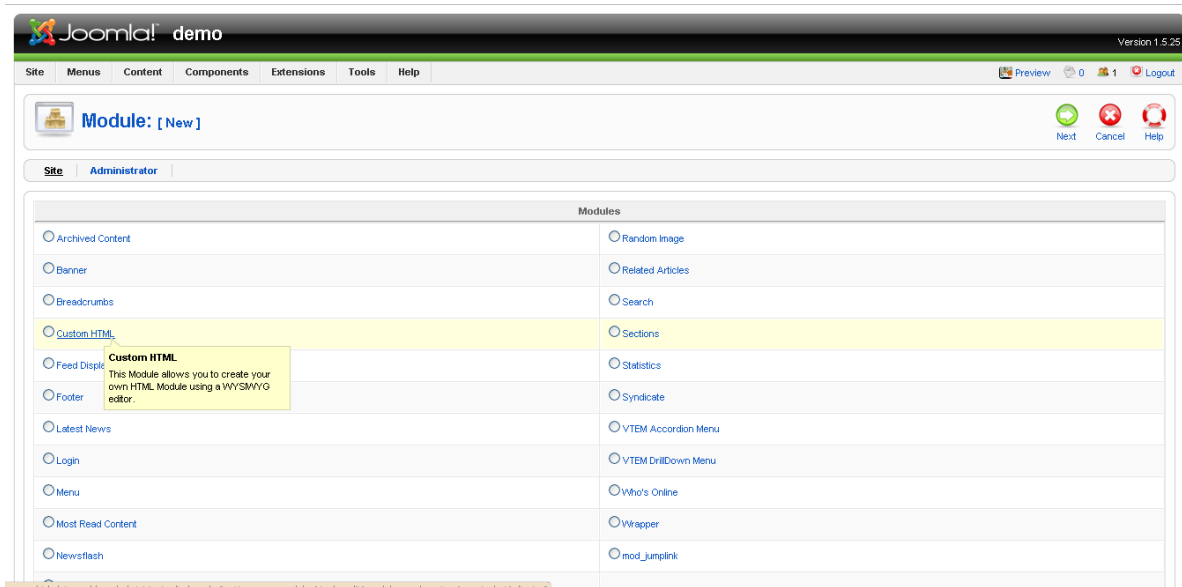 Joomla! demo
Version 1.5.25
Site Menus Content Components Extensions Tools Help
Preview 0 1 Logout
Module: [ New ]
Next Cancel Help
Site Administrator
Modules
Archived Content
Random Image
Banner
Related Articles
Breadcrumbs
Search
Custom HTML
Sections
Custom HTML
This Module allows you to create your
own HTML Module using a WYSIWYG
editor.
Feed Displa
Statistics
Footer
Syndicate
Latest News
VTEM Accordion Menu
Login
VTEM DrillDown Menu
Menu
Who's Online
Most Read Content
Wrapper
Newsflash
mod_jumplink